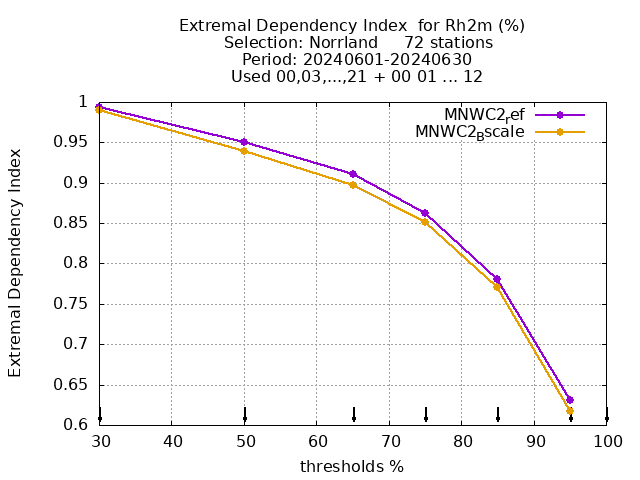 Extremal Dependency Index  for Rh2m (%)
Selection: Norrland     72 stations
Period: 20240601-20240630
Used 00,03,...,21 + 00 01 ... 12
MNWC2ref
MNWC2Bscale
1
0.95
0.9
0.85
0.8
0.75
0.7
0.65
0.6
Extremal Dependency Index
30 40 50 60 70 80 90 100
thresholds %